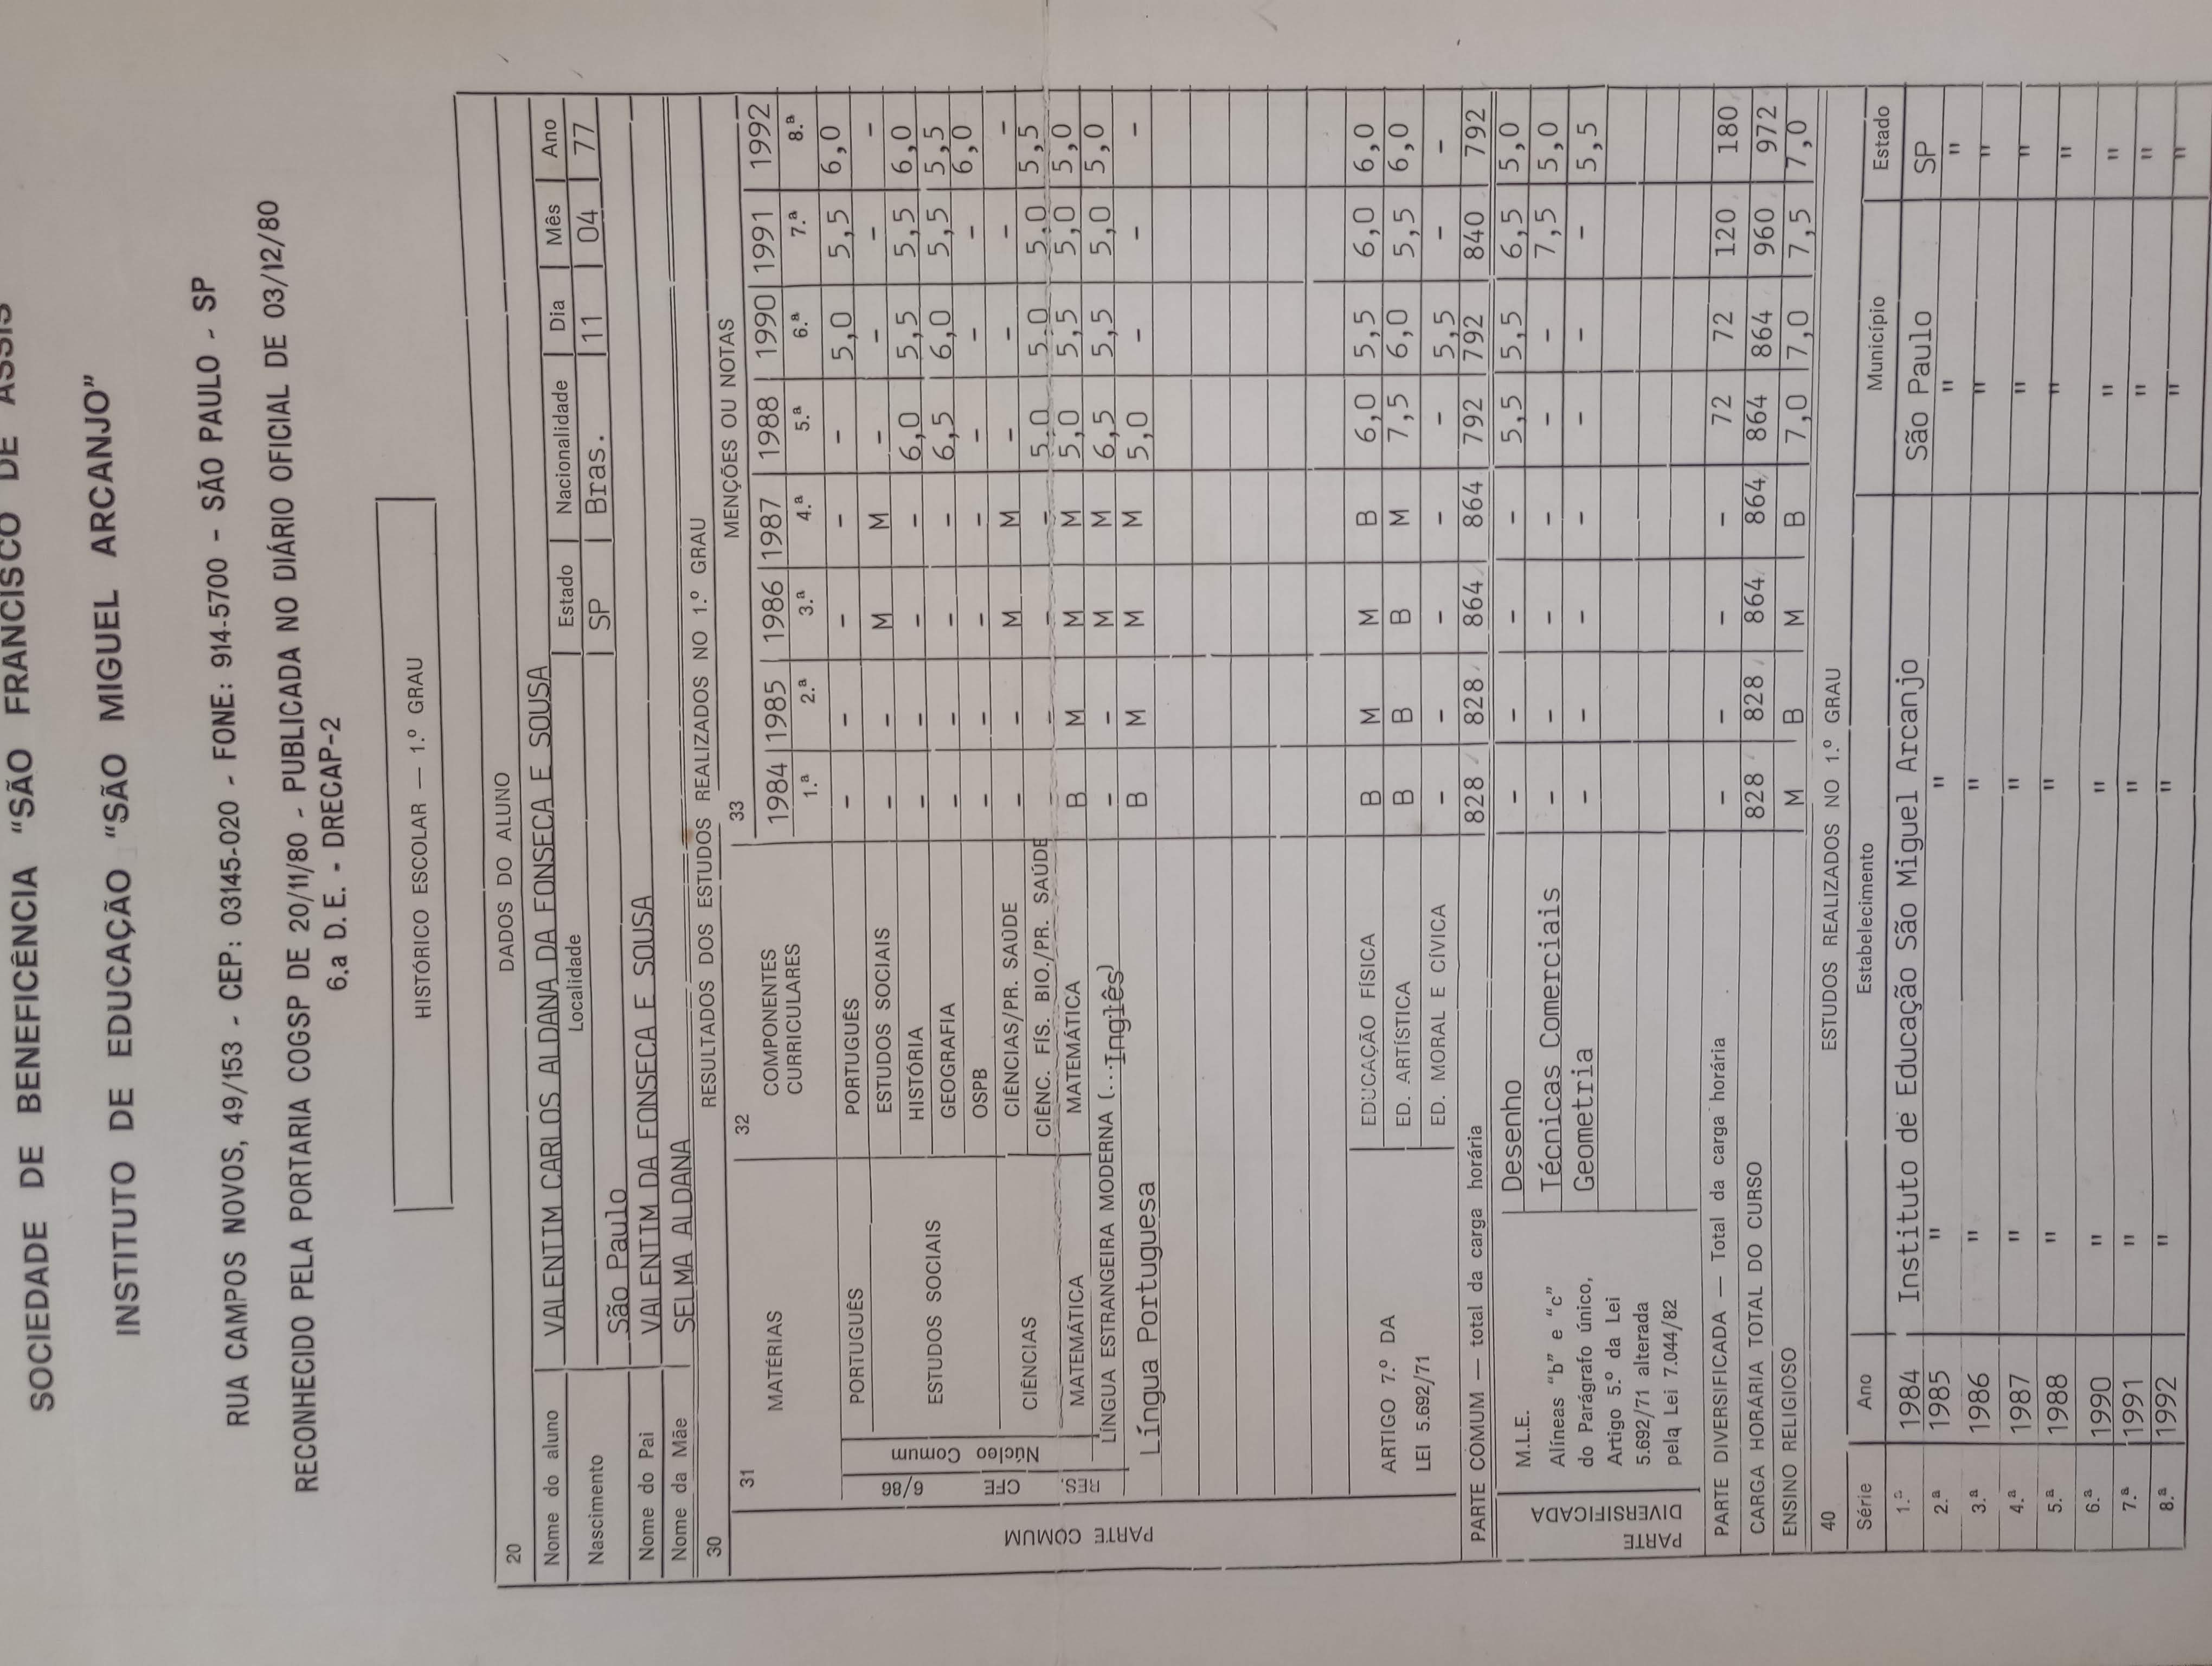 SOCIEDADE DE BENEFICÊNCIA “SÃO FRANCISCO DE ASSIS
INSTITUTO DE EDUCAÇÃO “SÃO MIGUEL ARCANJO”
RUA CAMPOS NOVOS, 49/153 - CEP: 03145-020 - FONE: 914-5700 - SÃO PAULO - SP
RECONHECIDO PELA PORTARIA COGSP DE 20/11/80 - PUBLICADA NO DIÁRIO OFICIAL DE 03/12/80
6.a D. E. - DRECAP-2
HISTÓRICO ESCOLAR — 1.º GRAU
20 DADOS DO ALUNO
Nome do aluno VALENTIM CARLOS ALDANA DA FONSECA E SOUSA
Nascimento Localidade Estado Nacionalidade Dia Mês Ano
São Paulo SP Bras. 11 04 77
Nome do Pai VALENTIM DA FONSECA E SOUSA
Nome da Mãe SELMA ALDANA
30 RESULTADOS DOS ESTUDOS REALIZADOS NO 1.º GRAU
31 MATÉRIAS 32 COMPONENTES CURRICULARES 33 MENÇÕES OU NOTAS
1984 1985 1986 1987 1988 1990 1991 1992
1.ª 2.ª 3.ª 4.ª 5.ª 6.ª 7.ª 8.ª
PARTE COMUM
RES. CFE 6/86
Núcleo Comum
PORTUGUÊS PORTUGUÊS - - - - - 5,0 5,5 6,0
ESTUDOS SOCIAIS ESTUDOS SOCIAIS - - M M - - - -
HISTÓRIA - - - - 6,0 5,5 5,5 6,0
GEOGRAFIA - - - - 6,5 6,0 5,5 5,5
OSPB - - - - - - - 6,0
CIÊNCIAS CIÊNCIAS/PR. SAÚDE - - M M - - - -
CIÊNC. FÍS. BIO./PR. SAÚDE - - - - 5,0 5,0 5,0 5,5
MATEMÁTICA MATEMÁTICA B M M M 5,0 5,5 5,0 5,0
LÍNGUA ESTRANGEIRA MODERNA (...Inglês) - - M M 6,5 5,5 5,0 5,0
Língua Portuguesa B M M M 5,0 - - -
ARTIGO 7.º DA
LEI 5.692/71
EDUCAÇÃO FÍSICA B M M B 6,0 5,5 6,0 6,0
ED. ARTÍSTICA B B B M 7,5 6,0 5,5 6,0
ED. MORAL E CÍVICA - - - - - 5,5 - -
PARTE COMUM — total da carga horária 828 828 864 864 792 792 840 792
PARTE DIVERSIFICADA
M.L.E.
Alíneas “b” e “c”
do Parágrafo único,
Artigo 5.º da Lei
5.692/71 alterada
pela Lei 7.044/82
Desenho - - - - 5,5 5,5 6,5 5,0
Técnicas Comerciais - - - - - - 7,5 5,0
Geometria - - - - - - - 5,5
PARTE DIVERSIFICADA — Total da carga horária - - - - 72 72 120 180
CARGA HORÁRIA TOTAL DO CURSO 828 828 864 864 864 864 960 972
ENSINO RELIGIOSO M B M B 7,0 7,0 7,5 7,0
40 ESTUDOS REALIZADOS NO 1.º GRAU
Série Ano Estabelecimento Município Estado
1.ª 1984 Instituto de Educação São Miguel Arcanjo São Paulo SP
2.ª 1985 " " " "
3.ª 1986 " " " "
4.ª 1987 " " " "
5.ª 1988 " " " "
6.ª 1990 " " " "
7.ª 1991 " " " "
8.ª 1992 " " " "